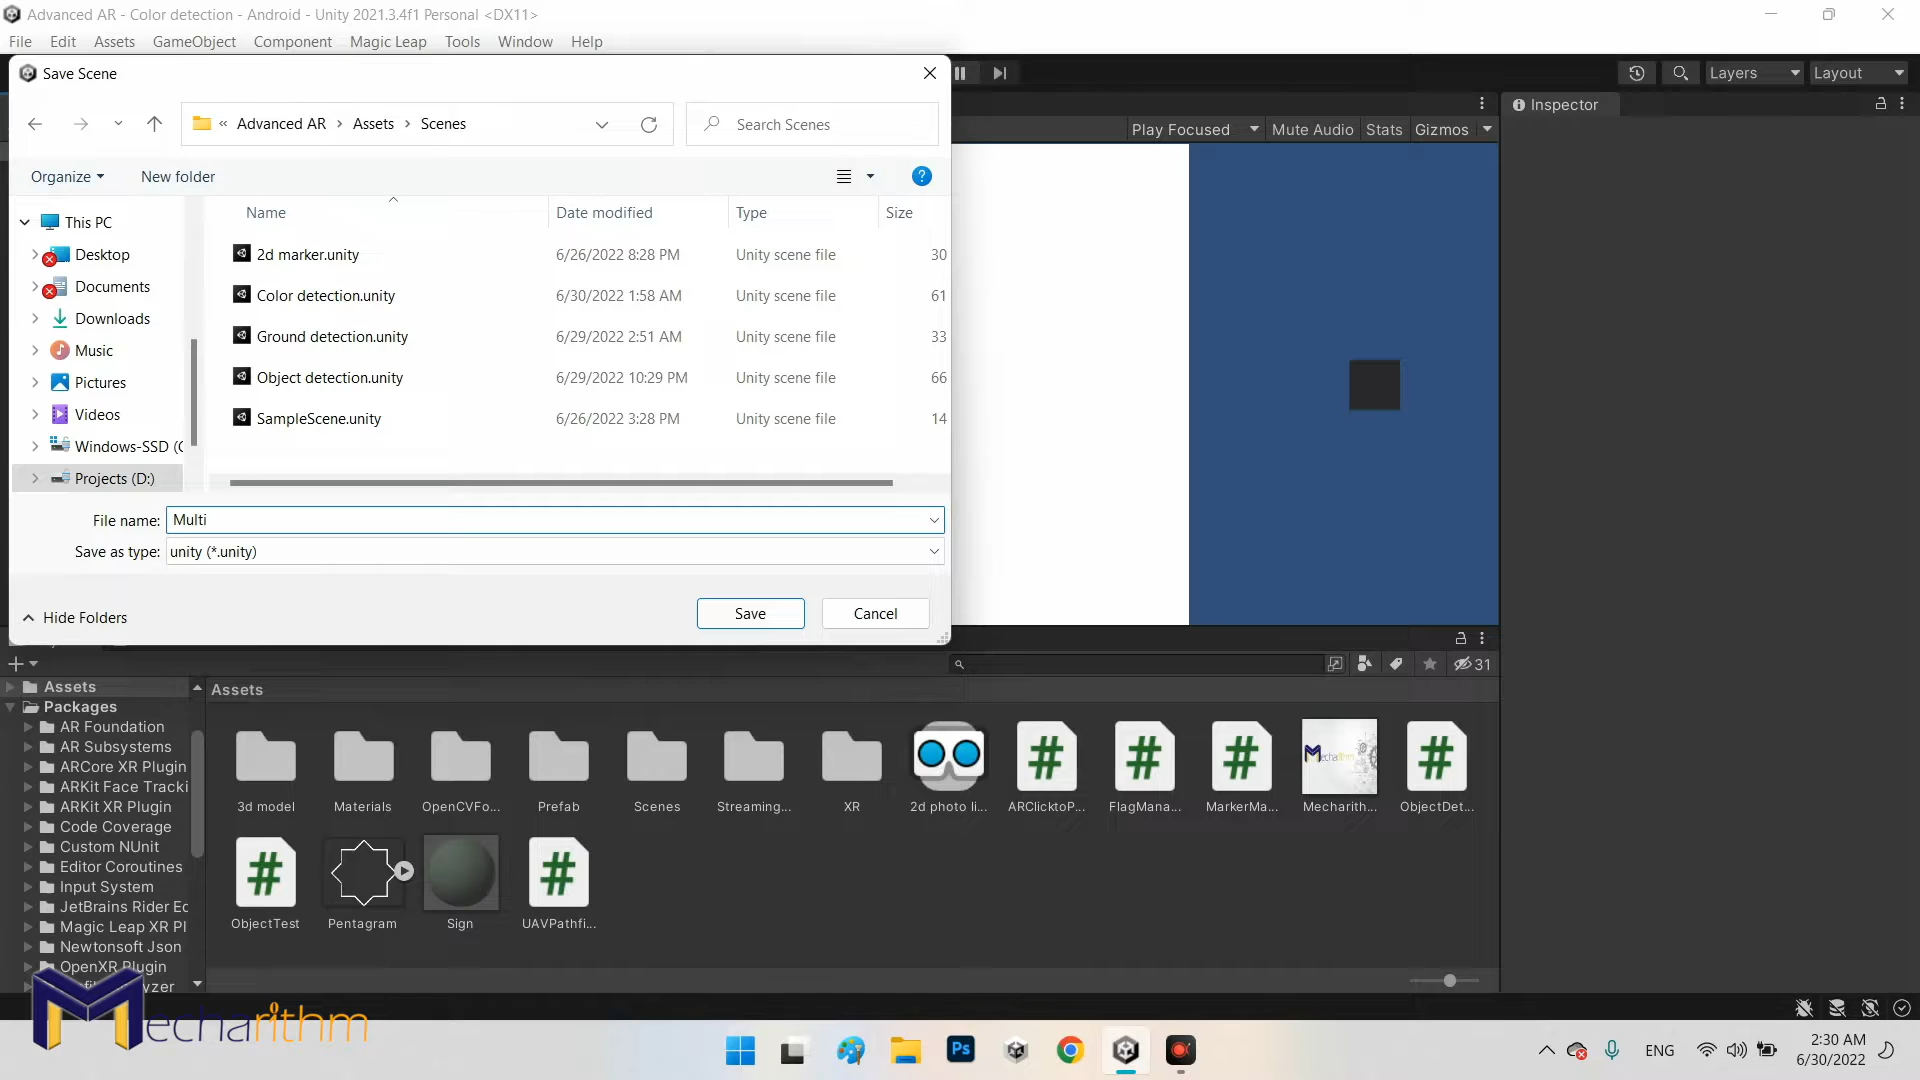 Advanced AR - Color detection - Android - Unity 2021.3.4f1 Personal <DX11>
File Edit Assets GameObject Component Magic Leap Tools Window Help
Save Scene
Layers Layout
« Advanced AR › Assets › Scenes
Search Scenes
Inspector
Play Focused Mute Audio Stats Gizmos
Organize New folder
Name Date modified Type Size
This PC
Desktop
Documents
Downloads
Music
Pictures
Videos
Windows-SSD (C
Projects (D:)
2d marker.unity 6/26/2022 8:28 PM Unity scene file 30
Color detection.unity 6/30/2022 1:58 AM Unity scene file 61
Ground detection.unity 6/29/2022 2:51 AM Unity scene file 33
Object detection.unity 6/29/2022 10:29 PM Unity scene file 66
SampleScene.unity 6/26/2022 3:28 PM Unity scene file 14
File name: Multi
Save as type: unity (*.unity)
Hide Folders
Save Cancel
31
Assets
Packages
AR Foundation
AR Subsystems
ARCore XR Plugin
ARKit Face Tracki
ARKit XR Plugin
Code Coverage
Custom NUnit
Editor Coroutines
Input System
JetBrains Rider Ed
Magic Leap XR Pl
Newtonsoft Json
OpenXR Plugin
Assets
3d model Materials OpenCVFo... Prefab Scenes Streaming... XR 2d photo li... ARClicktoP... FlagMana... MarkerMa... Mecharith... ObjectDet...
ObjectTest Pentagram Sign UAVPathfi...
Mecharithm
Ps
ENG
2:30 AM
6/30/2022